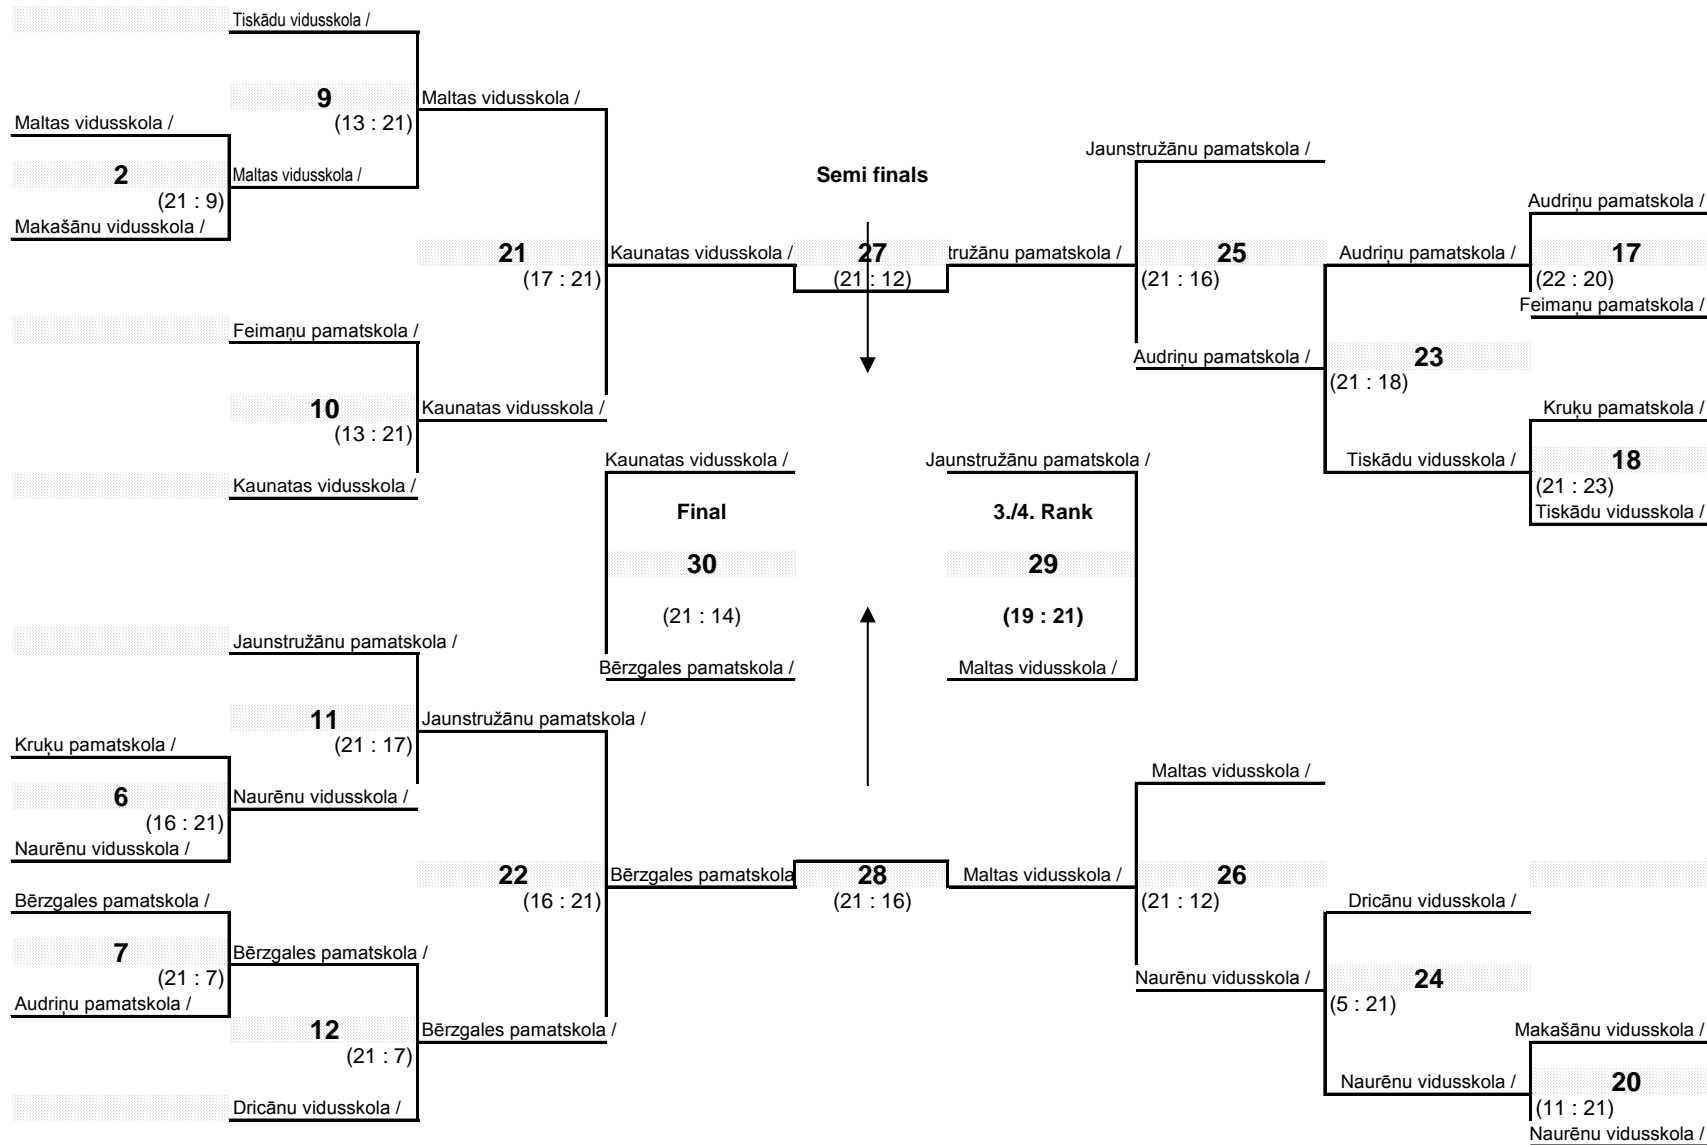 Tiskādu vidusskola /
9
Maltas vidusskola /
(13 : 21)
Maltas vidusskola /
2
(21 : 9)
Maltas vidusskola /
Makašānu vidusskola /
21
(17 : 21)
Kaunatas vidusskola /
Feimaņu pamatskola /
10
(13 : 21)
Kaunatas vidusskola /
Kaunatas vidusskola /
Semi finals
27
(21 : 12)
tružānu pamatskola /
Jaunstružānu pamatskola /
25
(21 : 16)
Audriņu pamatskola /
Audriņu pamatskola /
17
(22 : 20)
Feimaņu pamatskola /
Audriņu pamatskola /
23
(21 : 18)
Kruķu pamatskola /
Tiskādu vidusskola /
18
(21 : 23)
Tiskādu vidusskola /
Kaunatas vidusskola /
Final
30
(21 : 14)
Bērzgales pamatskola /
Jaunstružānu pamatskola /
3./4. Rank
29
(19 : 21)
Maltas vidusskola /
Jaunstružānu pamatskola /
11
(21 : 17)
Jaunstružānu pamatskola /
Kruķu pamatskola /
6
(16 : 21)
Naurēnu vidusskola /
Naurēnu vidusskola /
22
(16 : 21)
Bērzgales pamatskola
Bērzgales pamatskola /
7
(21 : 7)
Bērzgales pamatskola /
Audriņu pamatskola /
12
(21 : 7)
Bērzgales pamatskola /
Dricānu vidusskola /
28
(21 : 16)
Maltas vidusskola /
Maltas vidusskola /
26
(21 : 12)
Naurēnu vidusskola /
Dricānu vidusskola /
24
(5 : 21)
Makašānu vidusskola /
Naurēnu vidusskola /
20
(11 : 21)
Naurēnu vidusskola /